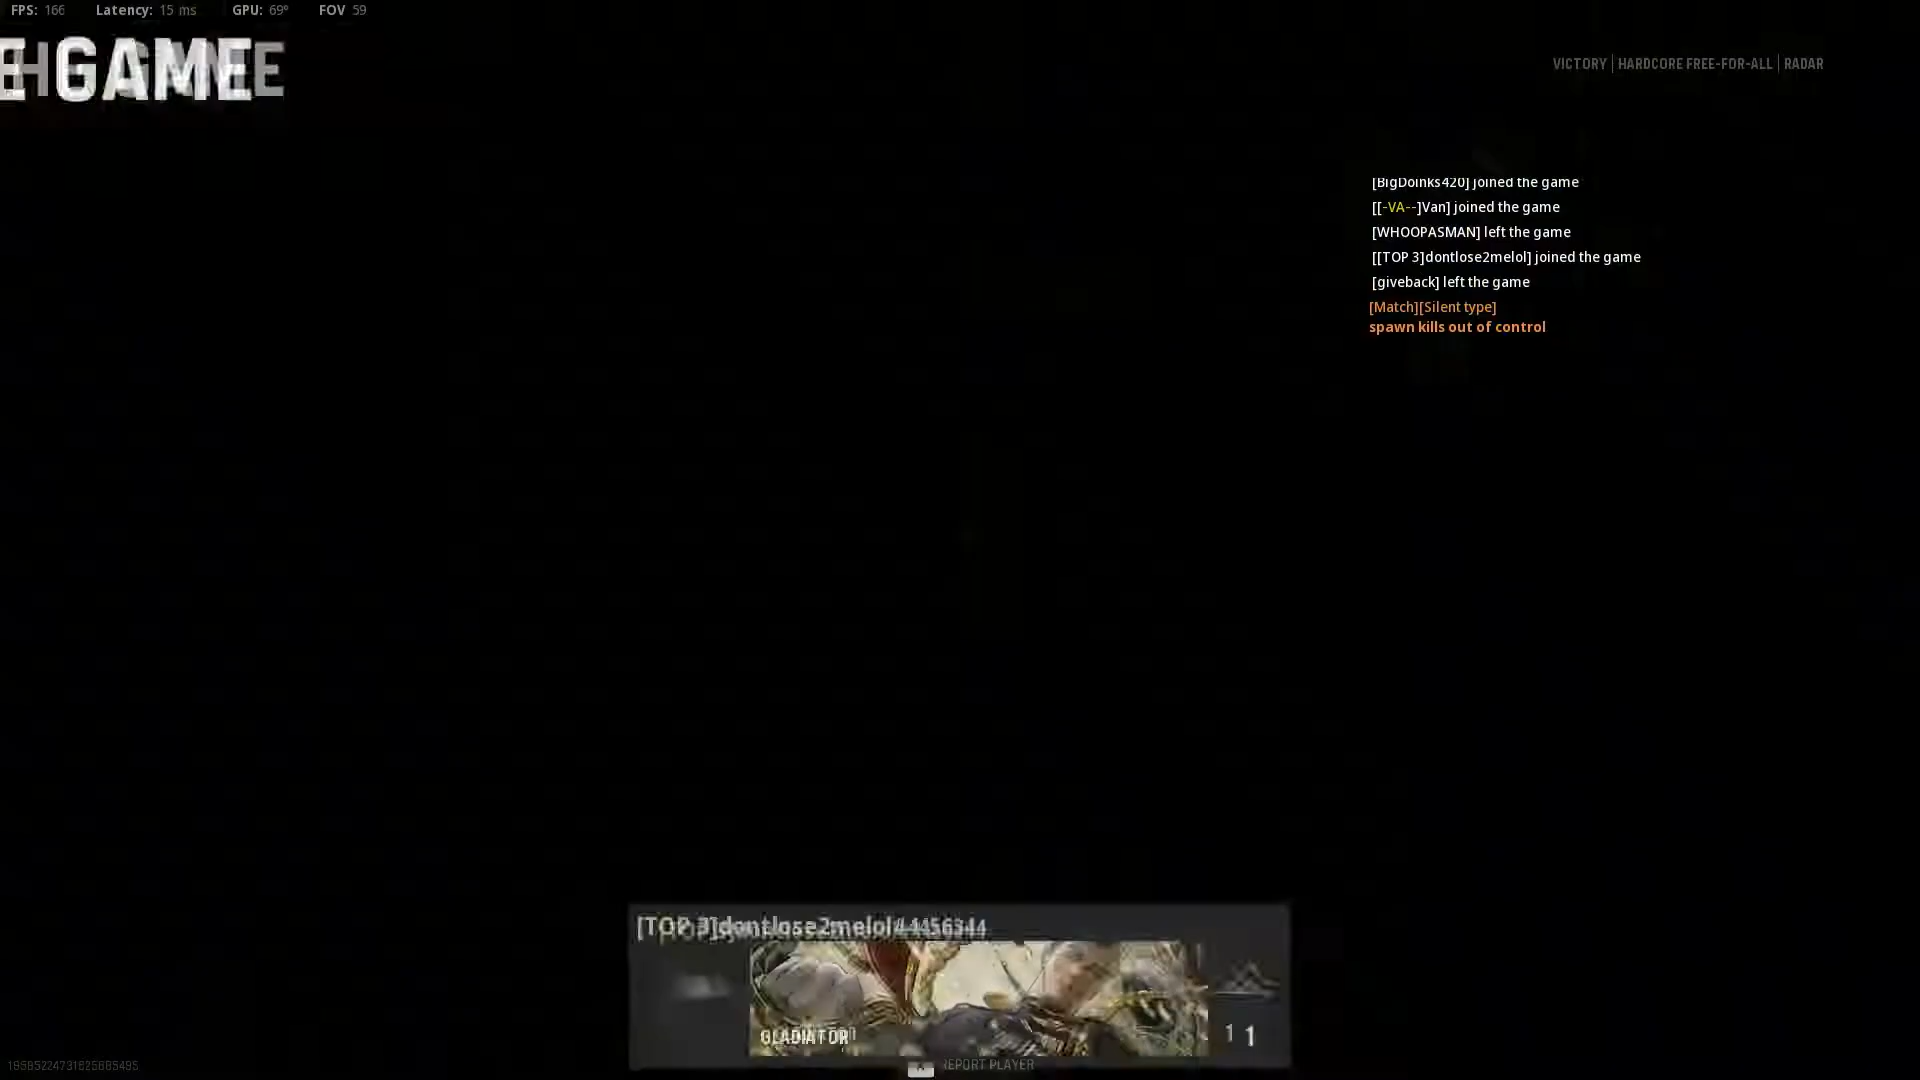 FPS: 166 Latency: 15 ms GPU: 69° FOV 59
E GAME
VICTORY | HARDCORE FREE-FOR-ALL | RADAR
[BigDoinks420] joined the game
[[-VA--]Van] joined the game
[WHOOPASMAN] left the game
[[TOP 3]dontlose2melol] joined the game
[giveback] left the game
[Match][Silent type]
spawn kills out of control
[TOP 3]dontlose2melol
GLADIATOR
1
REPORT PLAYER